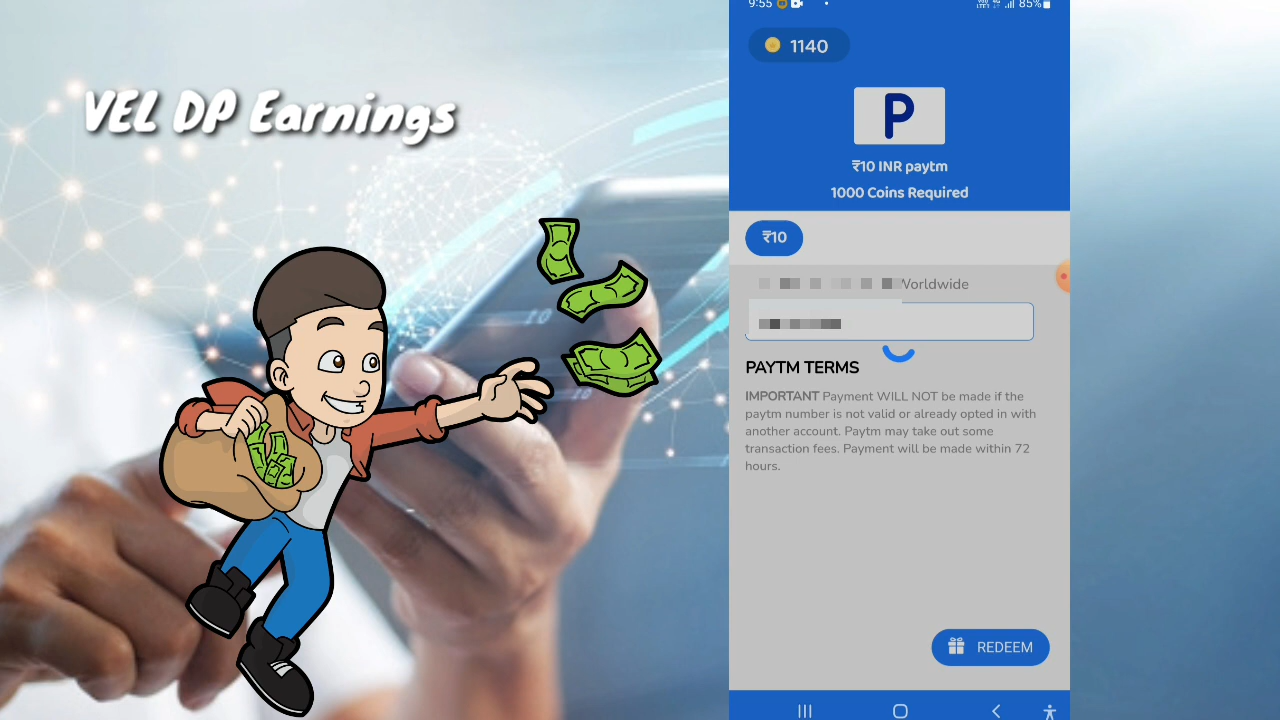 VEL DP Earnings
9:55
85%
1140
P
₹10 INR paytm
1000 Coins Required
₹10
Worldwide
PAYTM TERMS
IMPORTANT Payment WILL NOT be made if the
paytm number is not valid or already opted in with
another account. Paytm may take out some
transaction fees. Payment will be made within 72
hours.
REDEEM